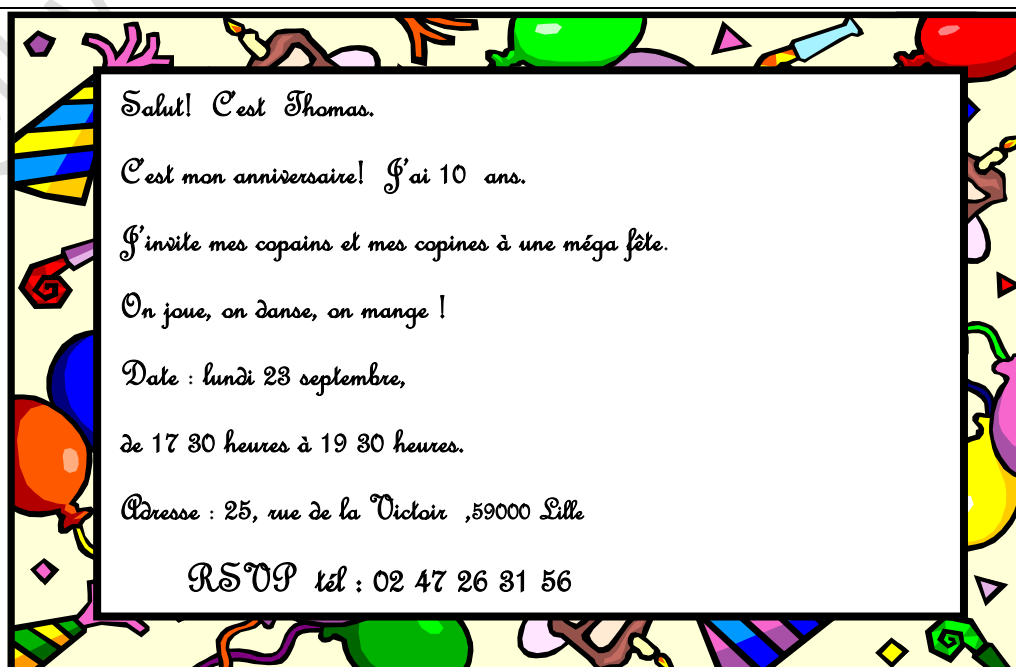 Salut! C'est Thomas.
C'est mon anniversaire! J'ai 10 ans.
J'invite mes copains et mes copines à une méga fête.
On joue, on danse, on mange !
Date : lundi 23 septembre,
de 17 30 heures à 19 30 heures.
Adresse : 25, rue de la Victoir ,59000 Lille
RSVP tél : 02 47 26 31 56